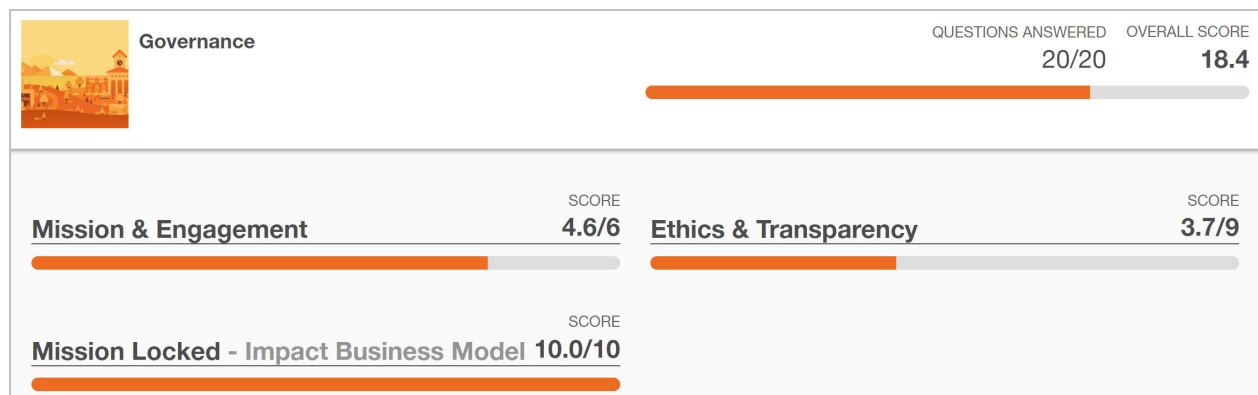 Governance
QUESTIONS ANSWERED
20/20
OVERALL SCORE
18.4
SCORE
Mission & Engagement 4.6/6
SCORE
Ethics & Transparency 3.7/9
SCORE
Mission Locked - Impact Business Model 10.0/10